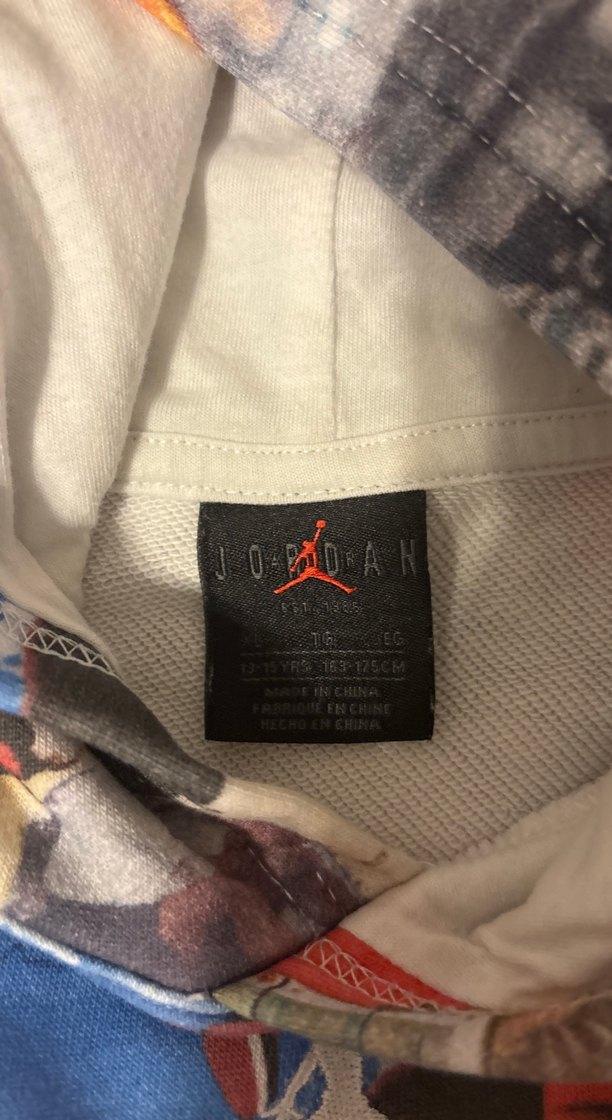 JORDAN
EST. 1985
XL TG EG
13-15 YRS 163-175CM
MADE IN CHINA
FABRIQUÉ EN CHINE
HECHO EN CHINA